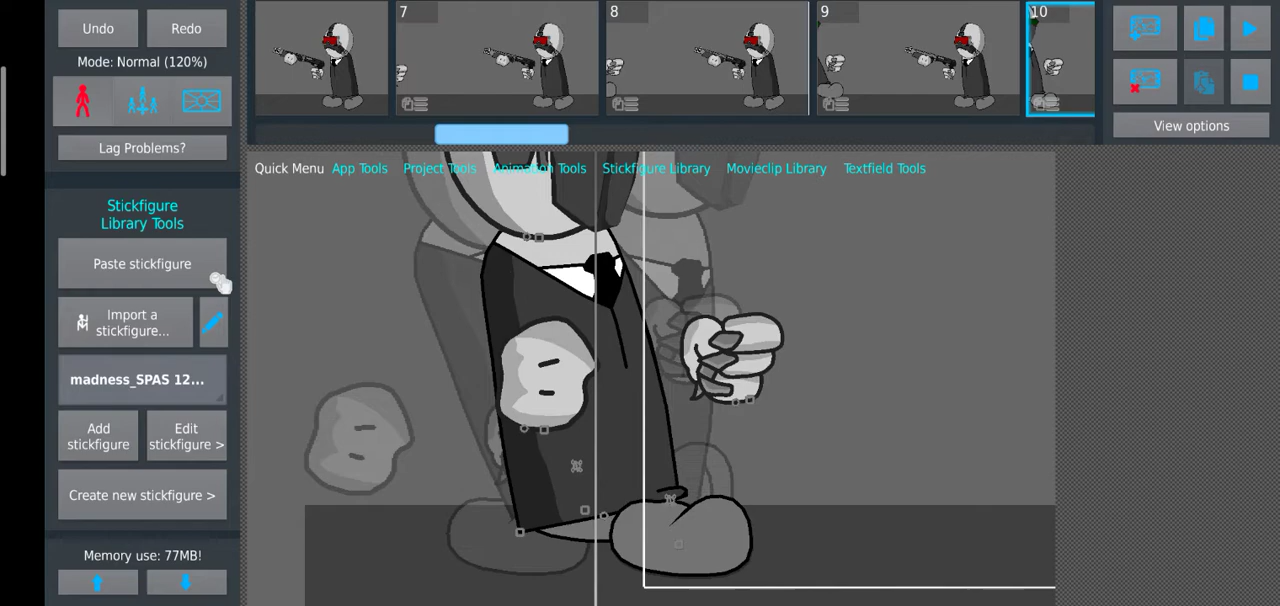 Undo
Redo
Mode: Normal (120%)
Lag Problems?
Stickfigure
Library Tools
Paste stickfigure
Import a
stickfigure...
madness_SPAS 12...
Add
stickfigure
Edit
stickfigure >
Create new stickfigure >
Memory use: 77MB!
7
8
9
10
View options
Quick Menu
App Tools
Project Tools
Animation Tools
Stickfigure Library
Movieclip Library
Textfield Tools